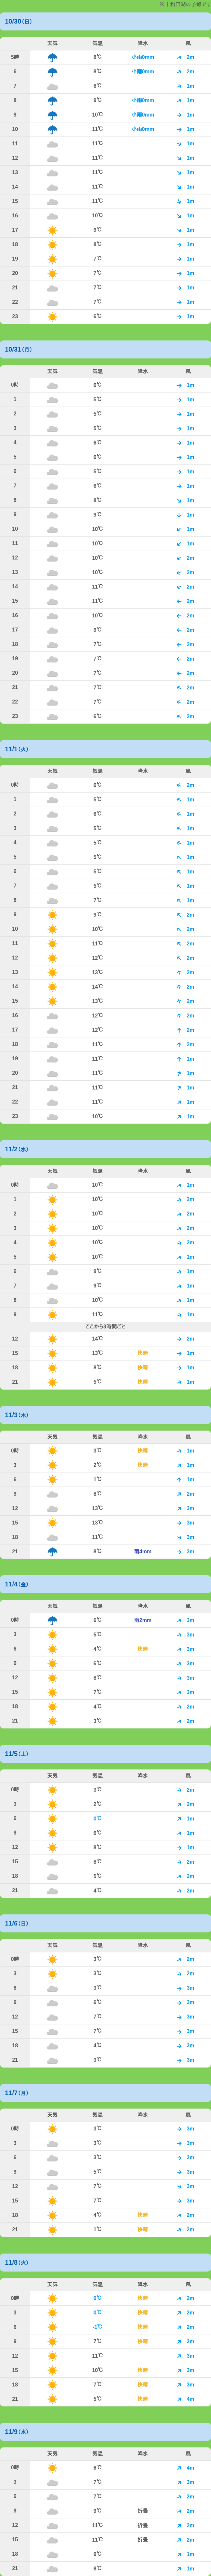 ※十和田湖の予報です
10/30(日)
天気 気温 降水 風
5時 8℃ 小雨0mm 2m
6 8℃ 小雨0mm 2m
7 8℃ 1m
8 9℃ 小雨0mm 1m
9 10℃ 小雨0mm 1m
10 11℃ 小雨0mm 1m
11 11℃ 1m
12 11℃ 1m
13 11℃ 1m
14 11℃ 1m
15 11℃ 1m
16 10℃ 1m
17 9℃ 1m
18 8℃ 1m
19 7℃ 1m
20 7℃ 1m
21 7℃ 1m
22 7℃ 1m
23 6℃ 1m
10/31(月)
天気 気温 降水 風
0時 6℃ 1m
1 5℃ 1m
2 5℃ 1m
3 5℃ 1m
4 6℃ 1m
5 6℃ 1m
6 5℃ 1m
7 6℃ 1m
8 8℃ 1m
9 9℃ 1m
10 10℃ 1m
11 10℃ 1m
12 10℃ 2m
13 10℃ 2m
14 11℃ 2m
15 11℃ 2m
16 10℃ 2m
17 9℃ 2m
18 7℃ 2m
19 7℃ 2m
20 7℃ 2m
21 7℃ 2m
22 7℃ 2m
23 6℃ 2m
11/1(火)
天気 気温 降水 風
0時 6℃ 2m
1 5℃ 2m
2 6℃ 1m
3 5℃ 1m
4 5℃ 1m
5 5℃ 1m
6 5℃ 1m
7 5℃ 1m
8 7℃ 1m
9 9℃ 2m
10 10℃ 2m
11 11℃ 2m
12 12℃ 2m
13 13℃ 2m
14 14℃ 2m
15 13℃ 2m
16 12℃ 2m
17 12℃ 2m
18 11℃ 2m
19 11℃ 1m
20 11℃ 1m
21 11℃ 1m
22 11℃ 1m
23 10℃ 1m
11/2(水)
天気 気温 降水 風
0時 10℃ 1m
1 10℃ 2m
2 10℃ 2m
3 10℃ 2m
4 10℃ 2m
5 10℃ 1m
6 9℃ 1m
7 9℃ 1m
8 10℃ 1m
9 11℃ 1m
ここから3時間ごと
12 14℃ 2m
15 13℃ 快晴 1m
18 8℃ 快晴 1m
21 5℃ 快晴 1m
11/3(木)
天気 気温 降水 風
0時 3℃ 快晴 1m
3 2℃ 快晴 1m
6 1℃ 1m
9 8℃ 2m
12 13℃ 3m
15 13℃ 3m
18 11℃ 3m
21 8℃ 雨4mm 3m
11/4(金)
天気 気温 降水 風
0時 6℃ 雨2mm 3m
3 5℃ 3m
6 4℃ 快晴 3m
9 6℃ 3m
12 8℃ 3m
15 7℃ 3m
18 4℃ 2m
21 3℃ 2m
11/5(土)
天気 気温 降水 風
0時 3℃ 2m
3 2℃ 2m
6 0℃ 1m
9 6℃ 1m
12 8℃ 1m
15 8℃ 2m
18 5℃ 2m
21 4℃ 2m
11/6(日)
天気 気温 降水 風
0時 3℃ 2m
3 3℃ 2m
6 3℃ 3m
9 6℃ 3m
12 7℃ 3m
15 7℃ 3m
18 4℃ 3m
21 3℃ 3m
11/7(月)
天気 気温 降水 風
0時 3℃ 3m
3 3℃ 3m
6 3℃ 3m
9 5℃ 3m
12 7℃ 3m
15 7℃ 3m
18 4℃ 快晴 2m
21 1℃ 快晴 2m
11/8(火)
天気 気温 降水 風
0時 0℃ 快晴 2m
3 0℃ 快晴 2m
6 -1℃ 快晴 2m
9 7℃ 快晴 3m
12 11℃ 3m
15 10℃ 快晴 3m
18 7℃ 快晴 3m
21 5℃ 快晴 4m
11/9(水)
天気 気温 降水 風
0時 6℃ 4m
3 7℃ 3m
6 7℃ 2m
9 9℃ 折畳 2m
12 11℃ 折畳 2m
15 11℃ 折畳 2m
18 9℃ 1m
21 8℃ 1m